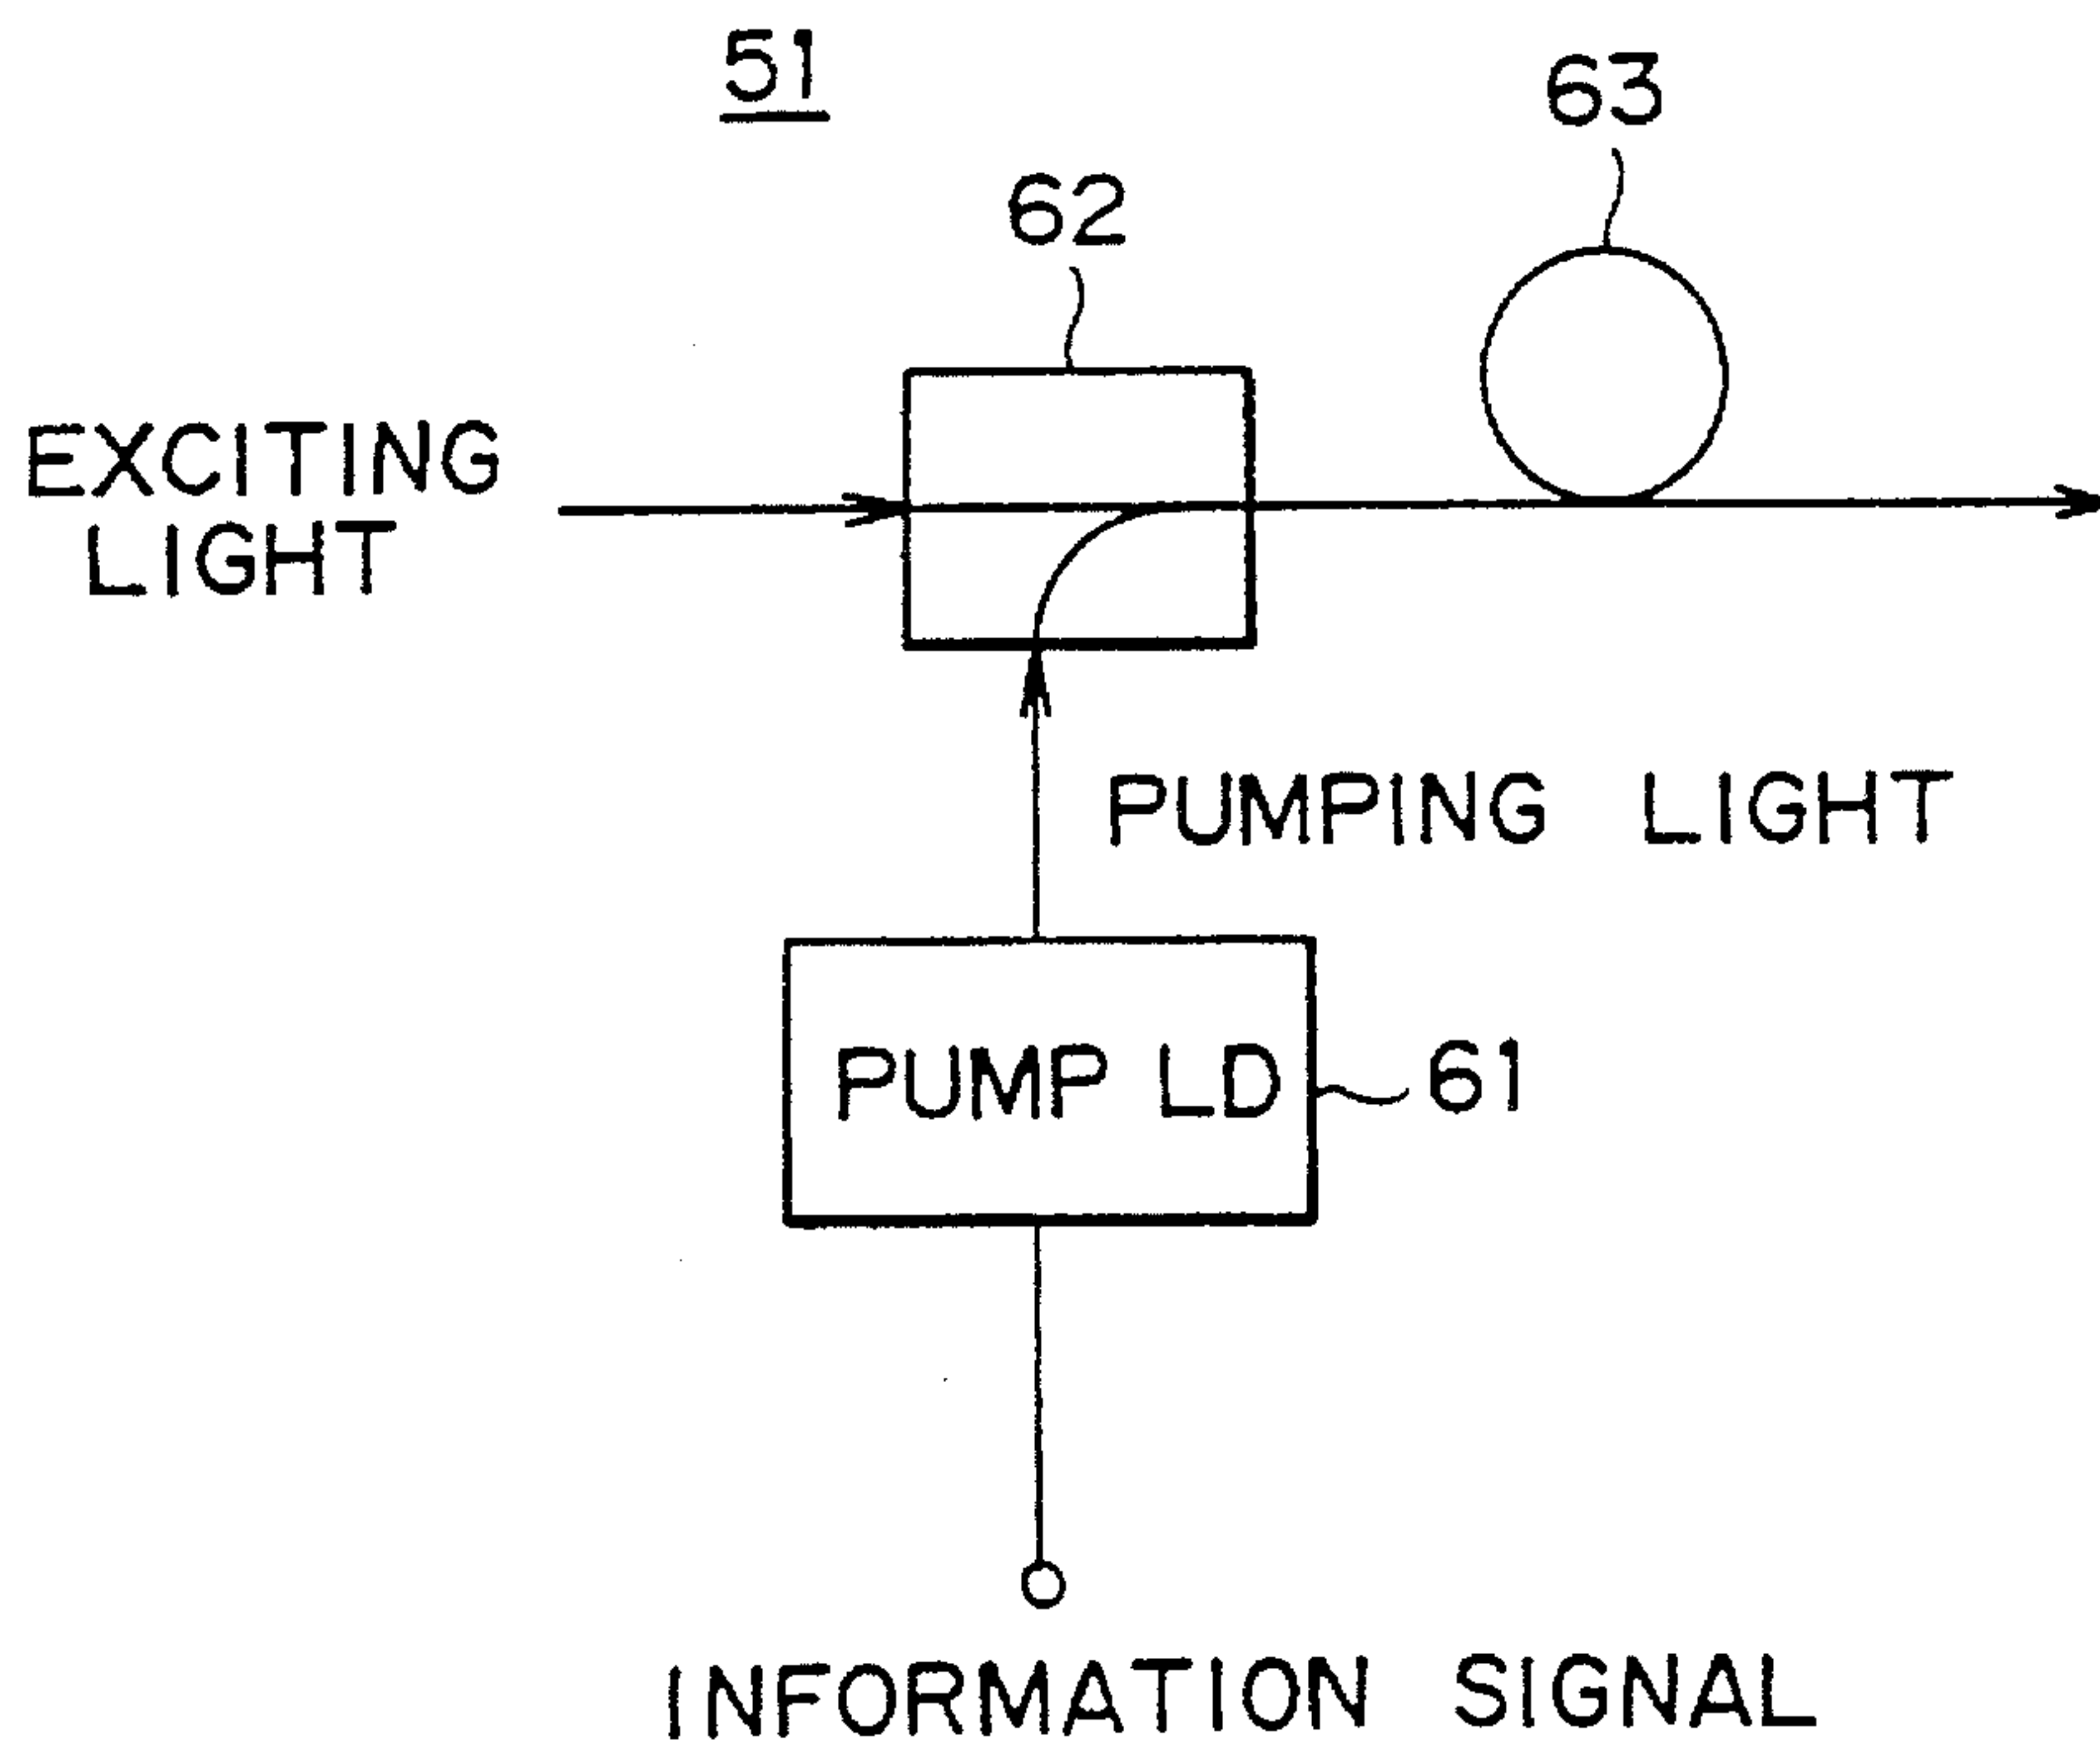 51
63
62
EXCITING
LIGHT
PUMPING LIGHT
PUMP LD
61
INFORMATION SIGNAL